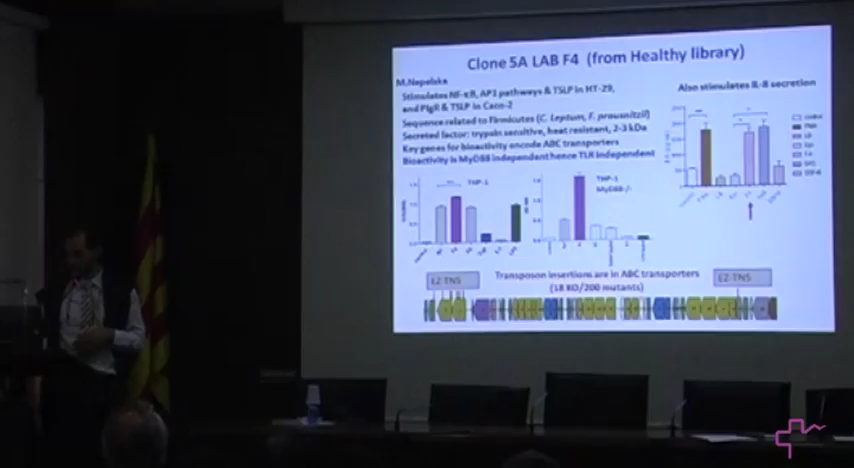 Clone 5A LAB F4 (from Healthy library)
M.Nepelska
Stimulates NF-κB, AP1 pathways & TSLP in HT-29,
and PIgR & TSLP in Caco-2
Sequence related to Firmicutes (C. Leptum, F. prausnitzii)
Secreted factor: trypsin sensitive, heat resistant, 2-3 kDa
Key genes for bioactivity encode ABC transporters
Bioactivity is MyD88 independent hence TLR independent
Also stimulates IL-8 secretion
THP-1
THP-1
MyD88-/-
Transposon insertions are in ABC transporters
(18 KO/200 mutants)
EZ-TN5
EZ-TN5